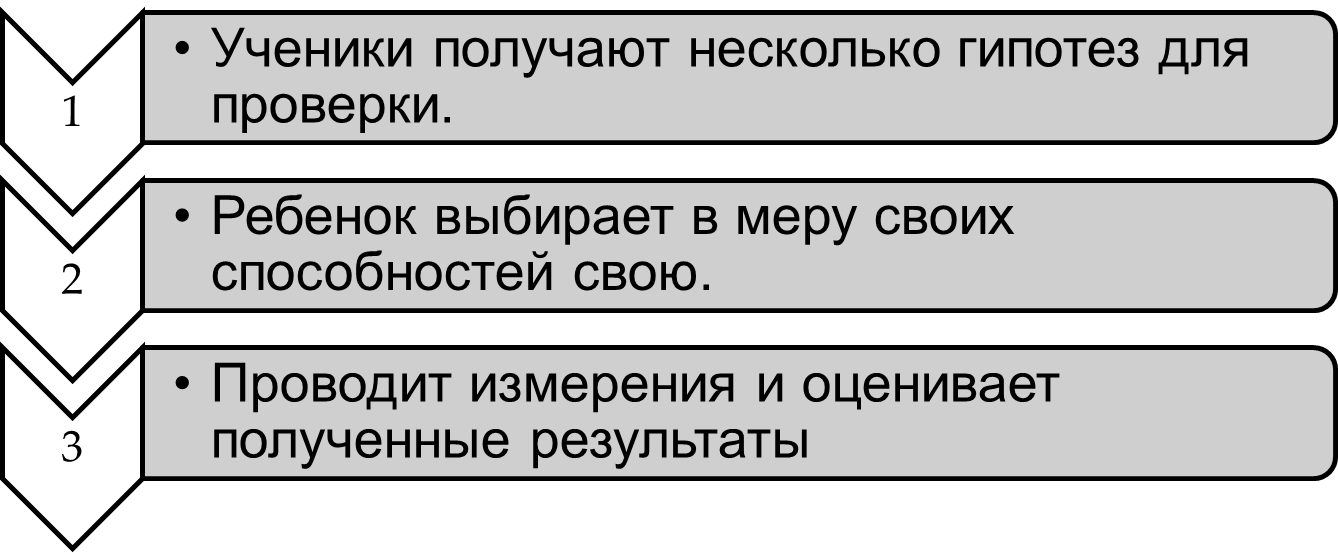 1
• Ученики получают несколько гипотез для
проверки.
2
• Ребенок выбирает в меру своих
способностей свою.
3
• Проводит измерения и оценивает
полученные результаты